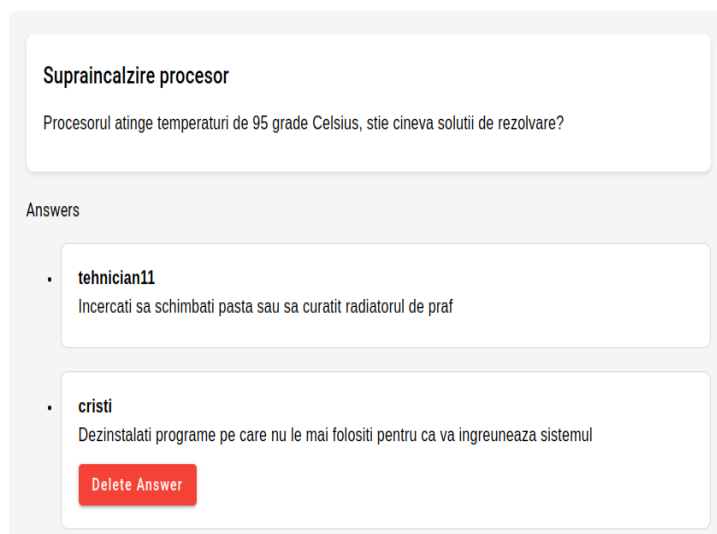 Supraincalzire procesor
Procesorul atinge temperaturi de 95 grade Celsius, stie cineva solutii de rezolvare?
Answers
tehnician11
Incercati sa schimbati pasta sau sa curatit radiatorul de praf
cristi
Dezinstalati programe pe care nu le mai folositi pentru ca va ingreuneaza sistemul
Delete Answer